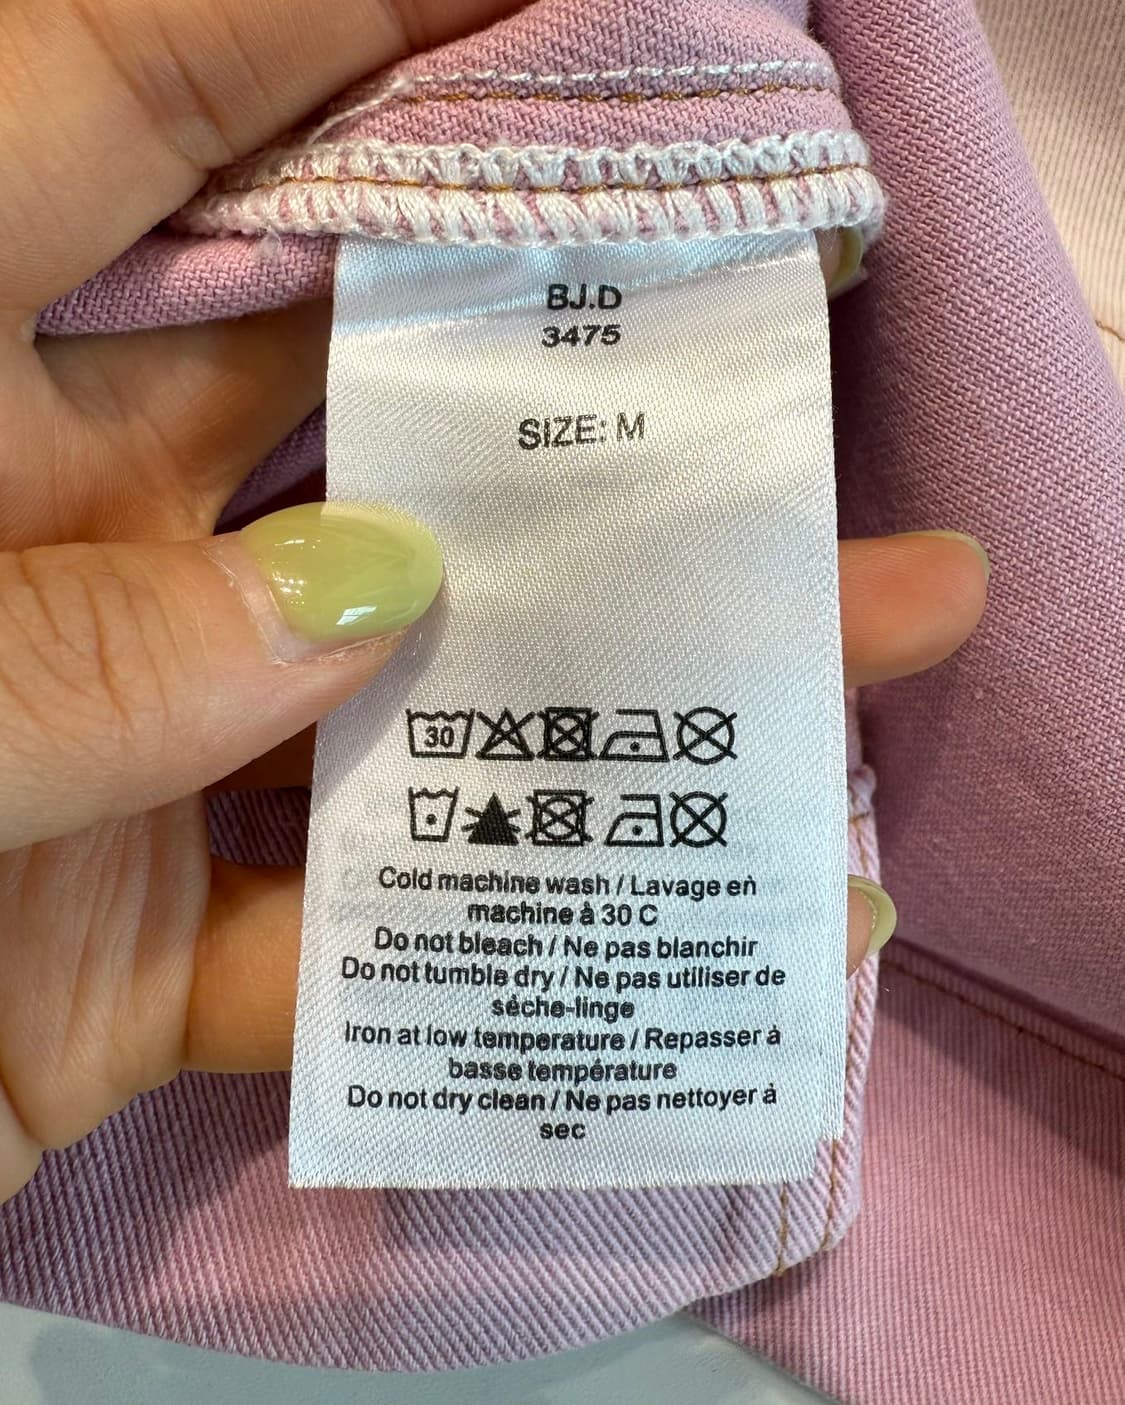 BJ.D
3475
SIZE: M
30
Cold machine wash / Lavage en
machine à 30 C
Do not bleach / Ne pas blanchir
Do not tumble dry / Ne pas utiliser de
sèche-linge
Iron at low temperature / Repasser à
basse température
Do not dry clean / Ne pas nettoyer à
sec